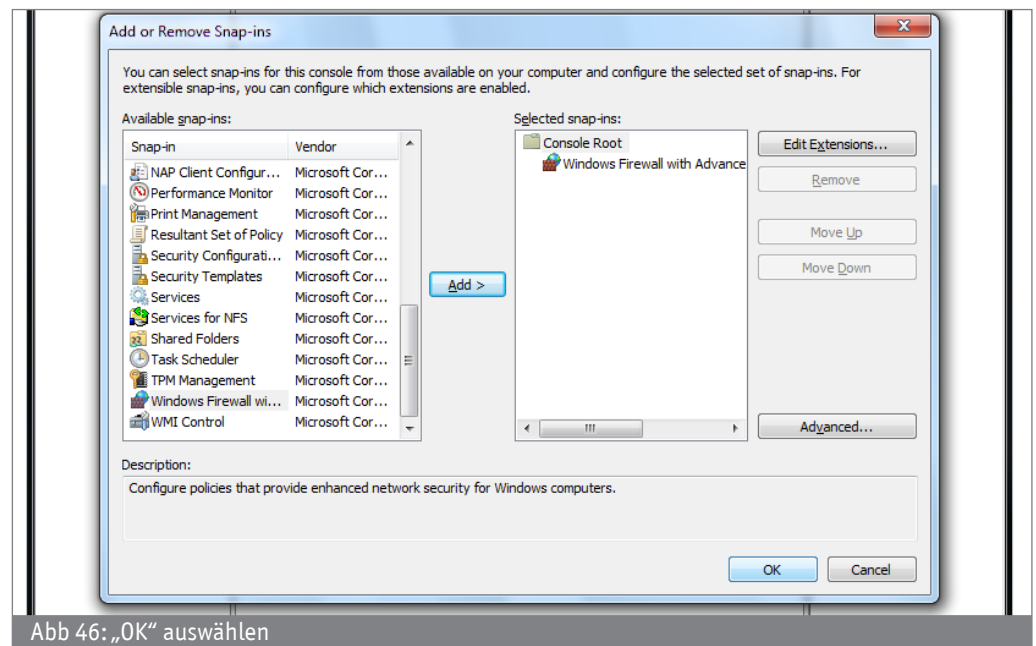 Add or Remove Snap-ins
You can select snap-ins for this console from those available on your computer and configure the selected set of snap-ins. For
extensible snap-ins, you can configure which extensions are enabled.
Available snap-ins:
Snap-in Vendor
NAP Client Configur... Microsoft Cor...
Performance Monitor Microsoft Cor...
Print Management Microsoft Cor...
Resultant Set of Policy Microsoft Cor...
Security Configurati... Microsoft Cor...
Security Templates Microsoft Cor...
Services Microsoft Cor...
Services for NFS Microsoft Cor...
Shared Folders Microsoft Cor...
Task Scheduler Microsoft Cor...
TPM Management Microsoft Cor...
Windows Firewall wi... Microsoft Cor...
WMI Control Microsoft Cor...
Add >
Selected snap-ins:
Console Root
Windows Firewall with Advance
Edit Extensions...
Remove
Move Up
Move Down
Advanced...
Description:
Configure policies that provide enhanced network security for Windows computers.
OK Cancel
Abb 46: „OK“ auswählen